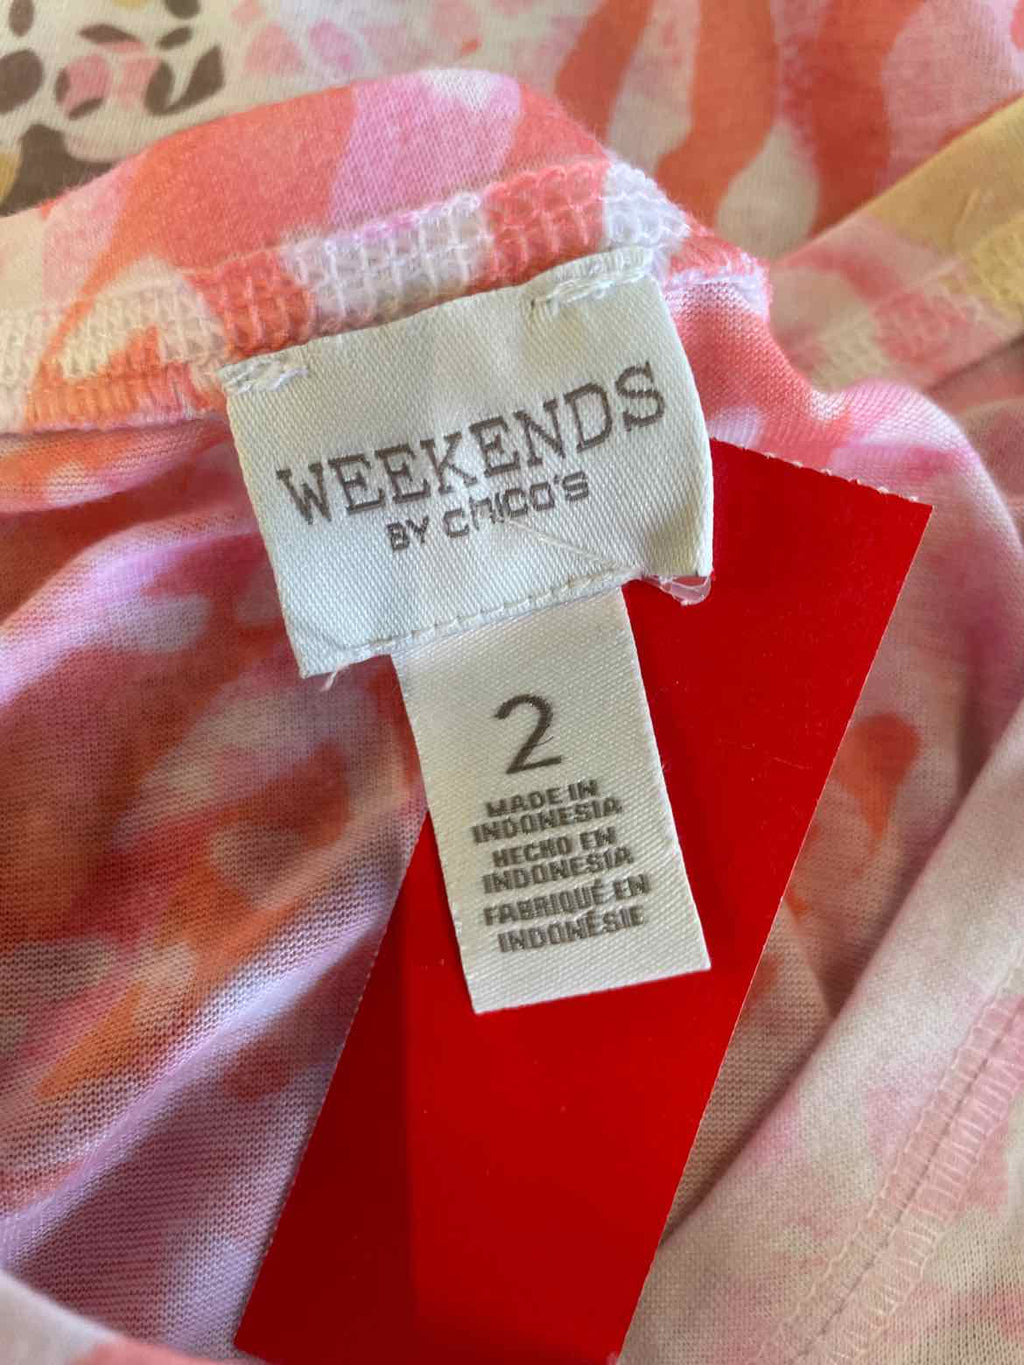 WEEKENDS
BY CHICO'S
2
MADE IN
INDONESIA
HECHO EN
INDONESIA
FABRIQUÉ EN
INDONÉSIE